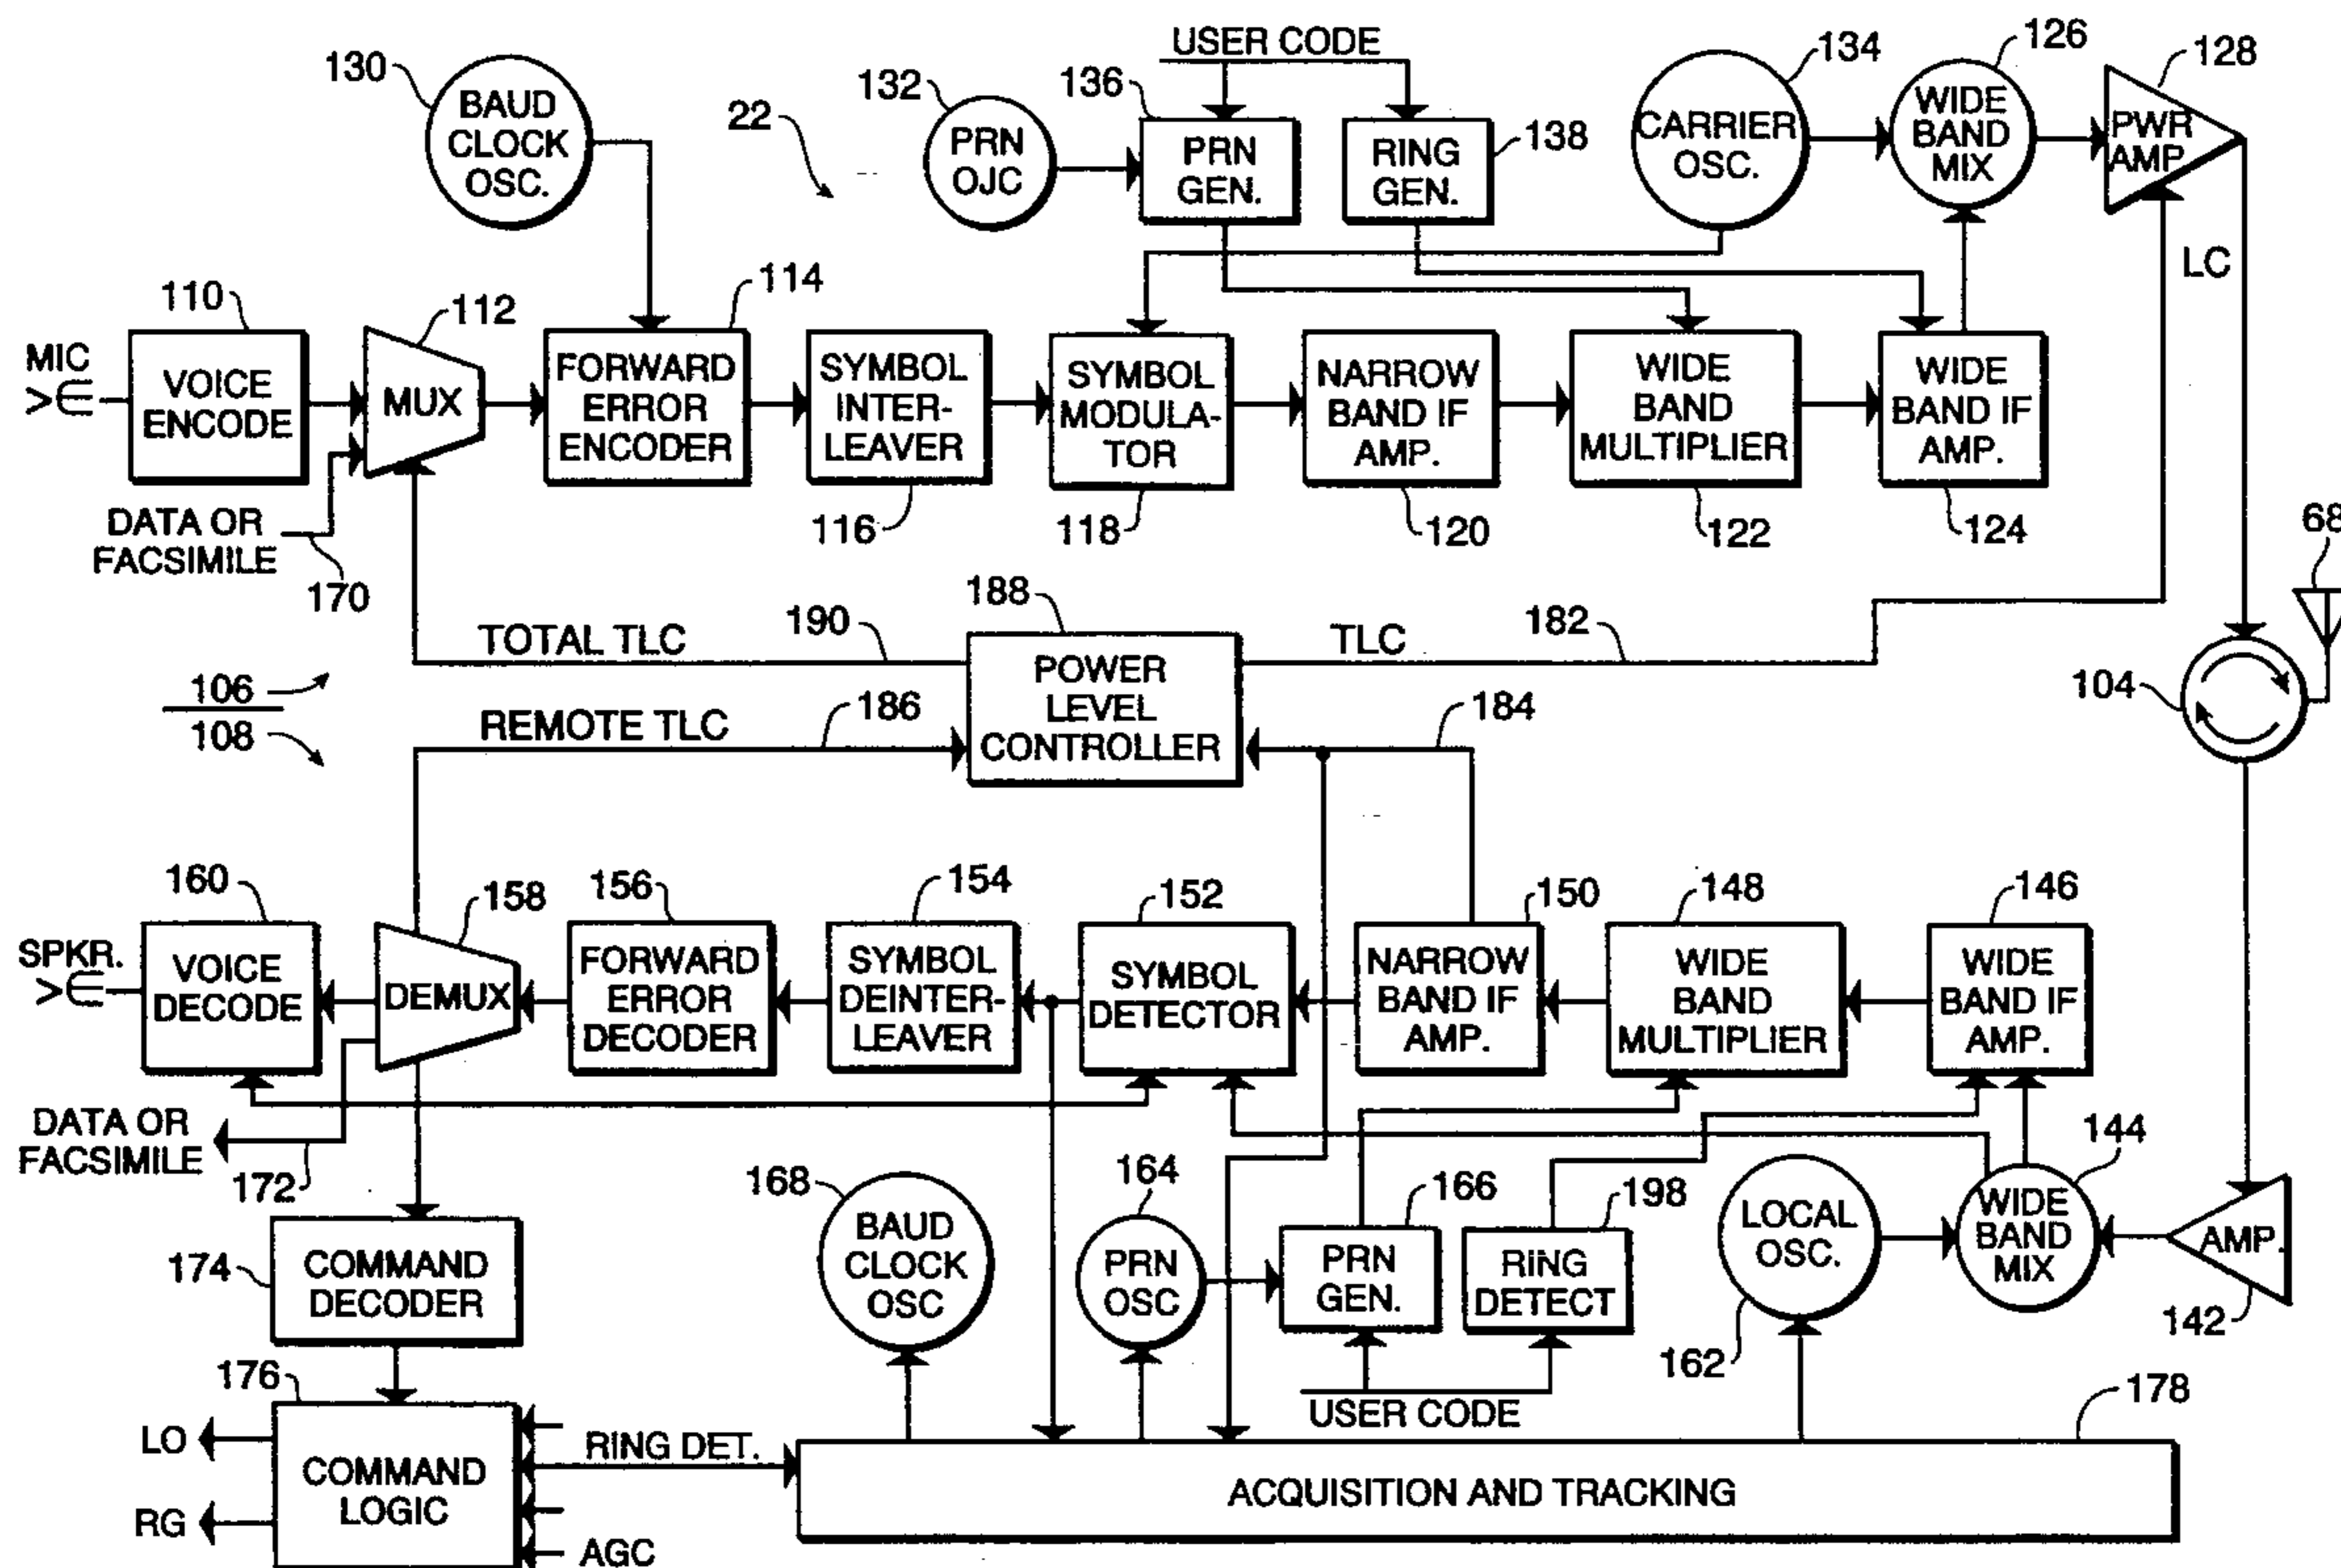 USER CODE
130
BAUD
CLOCK
OSC.
22
132
PRN
OJC
136
PRN
GEN.
RING
GEN.
138
134
CARRIER
OSC.
126
WIDE
BAND
MIX
128
PWR
AMP
LC
110
MIC
VOICE
ENCODE
112
MUX
114
FORWARD
ERROR
ENCODER
SYMBOL
INTER-
LEAVER
116
SYMBOL
MODULA-
TOR
118
NARROW
BAND IF
AMP.
120
WIDE
BAND
MULTIPLIER
122
WIDE
BAND IF
AMP.
124
DATA OR
FACSIMILE
170
68
TOTAL TLC
190
188
POWER
LEVEL
CONTROLLER
TLC
182
104
106
108
REMOTE TLC
186
184
160
SPKR.
VOICE
DECODE
158
DEMUX
156
FORWARD
ERROR
DECODER
154
SYMBOL
DEINTER-
LEAVER
152
SYMBOL
DETECTOR
150
NARROW
BAND IF
AMP.
148
WIDE
BAND
MULTIPLIER
146
WIDE
BAND IF
AMP.
DATA OR
FACSIMILE
172
174
COMMAND
DECODER
168
BAUD
CLOCK
OSC
164
PRN
OSC
166
PRN
GEN.
198
RING
DETECT
LOCAL
OSC.
162
144
WIDE
BAND
MIX
AMP.
142
USER CODE
176
LO
RG
COMMAND
LOGIC
RING DET.
AGC
178
ACQUISITION AND TRACKING